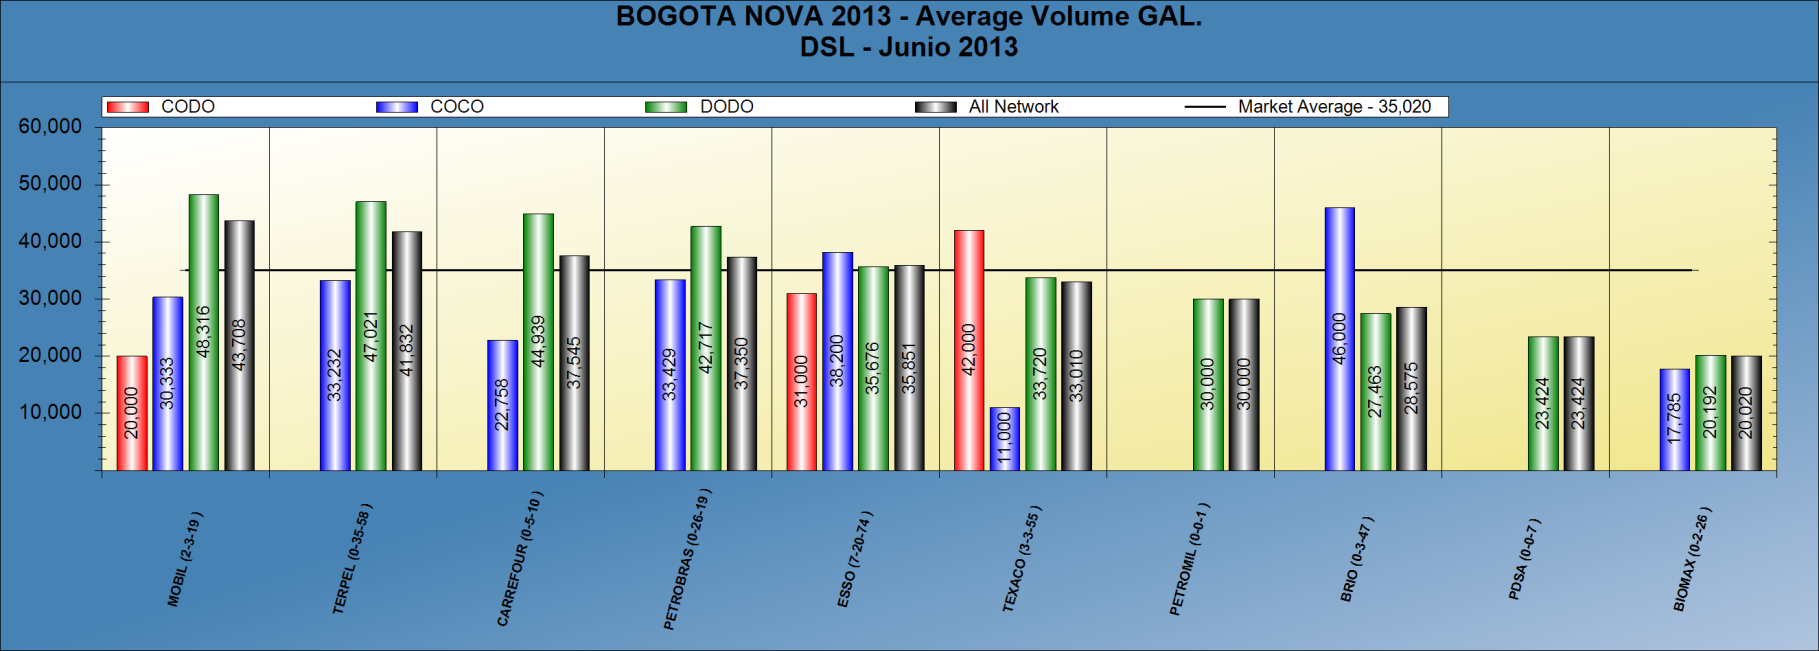 BOGOTA NOVA 2013 - Average Volume GAL.
DSL - Junio 2013
CODO COCO DODO All Network Market Average - 35,020
60,000
50,000
40,000
30,000
20,000
10,000
20,000
30,333
48,316
43,708
33,232
47,021
41,832
22,758
44,939
37,545
33,429
42,717
37,350
31,000
38,200
35,676
35,851
42,000
11,000
33,720
33,010
30,000
30,000
46,000
27,463
28,575
23,424
23,424
17,785
20,192
20,020
MOBIL (2-3-19 )
TERPEL (0-35-58 )
CARREFOUR (0-5-10 )
PETROBRAS (0-26-19 )
ESSO (7-20-74 )
TEXACO (3-3-55 )
PETROMIL (0-0-1 )
BRIO (0-3-47 )
PDSA (0-0-7 )
BIOMAX (0-2-26 )